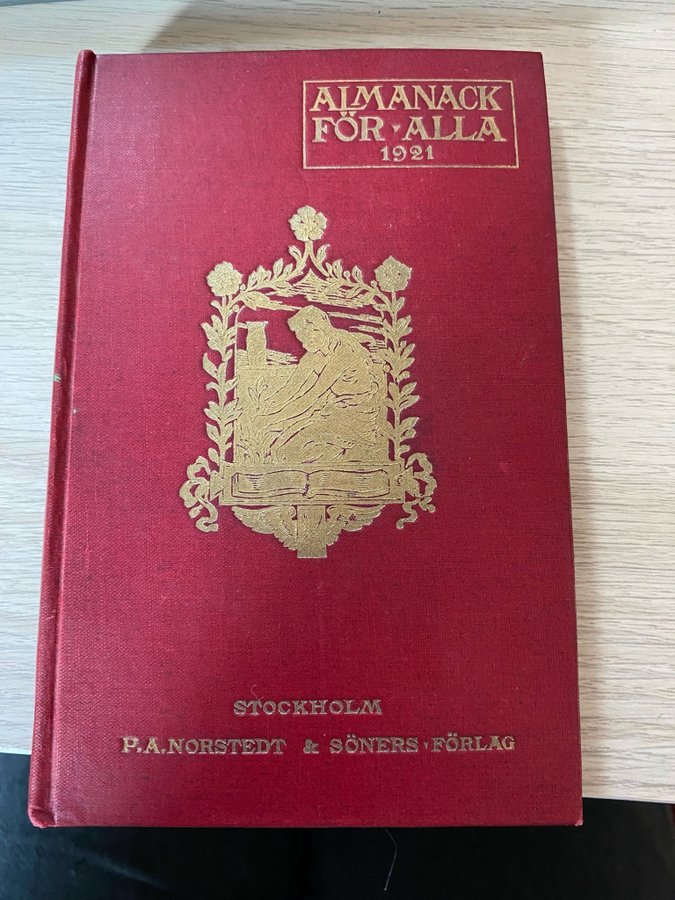 ALMANACK
FÖR ALLA
1921
STOCKHOLM
P.A. NORSTEDT & SÖNERS FÖRLAG